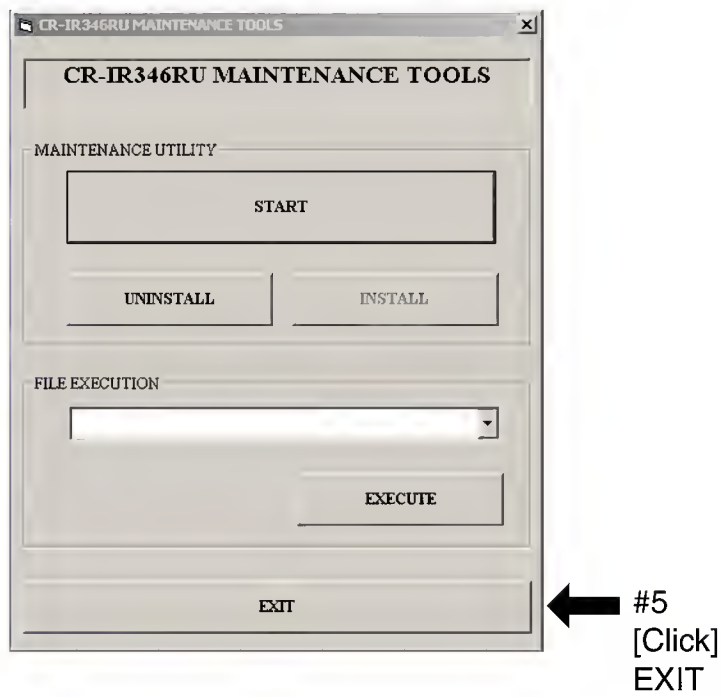 CR-IR346RU MAINTENANCE TOOLS
CR-IR346RU MAINTENANCE TOOLS
MAINTENANCE UTILITY
START
UNINSTALL
INSTALL
FILE EXECUTION
EXECUTE
EXIT
#5
[Click]
EXIT